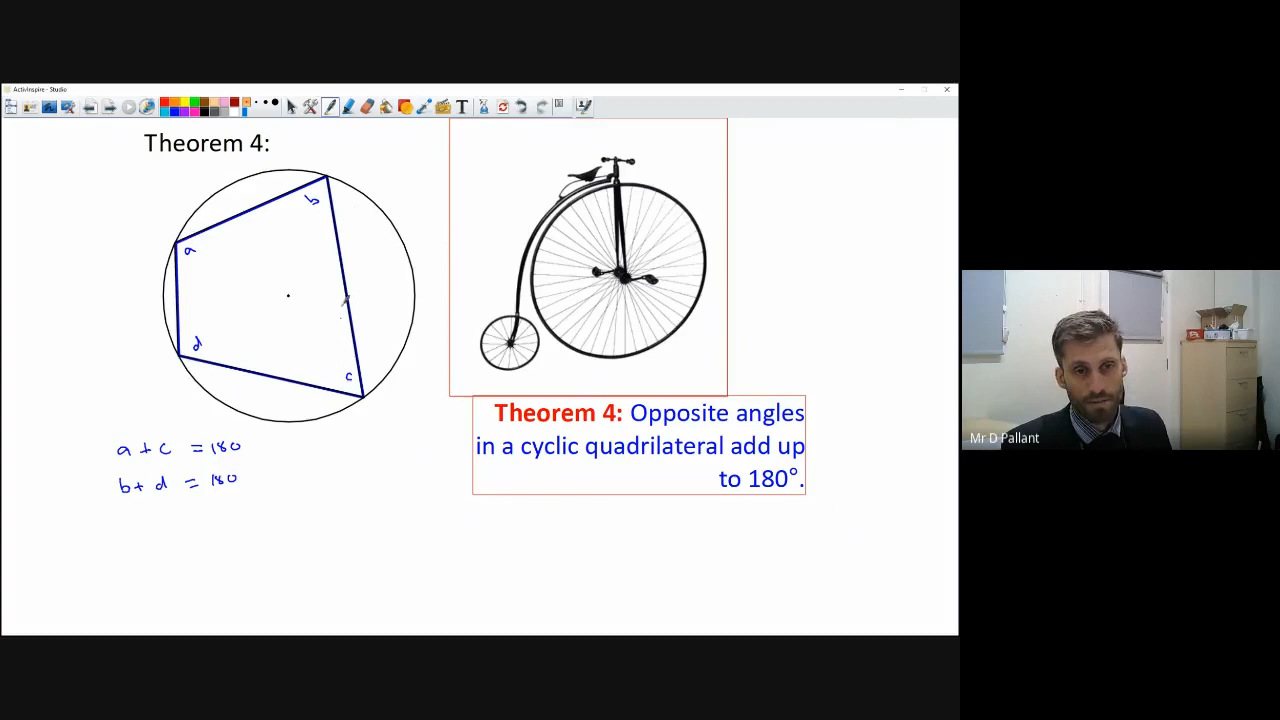 ActivInspire - Studio
Theorem 4:
b
a
d
c
a + c = 180
b + d = 180
Theorem 4: Opposite angles
in a cyclic quadrilateral add up
to 180°.
Mr D Pallant